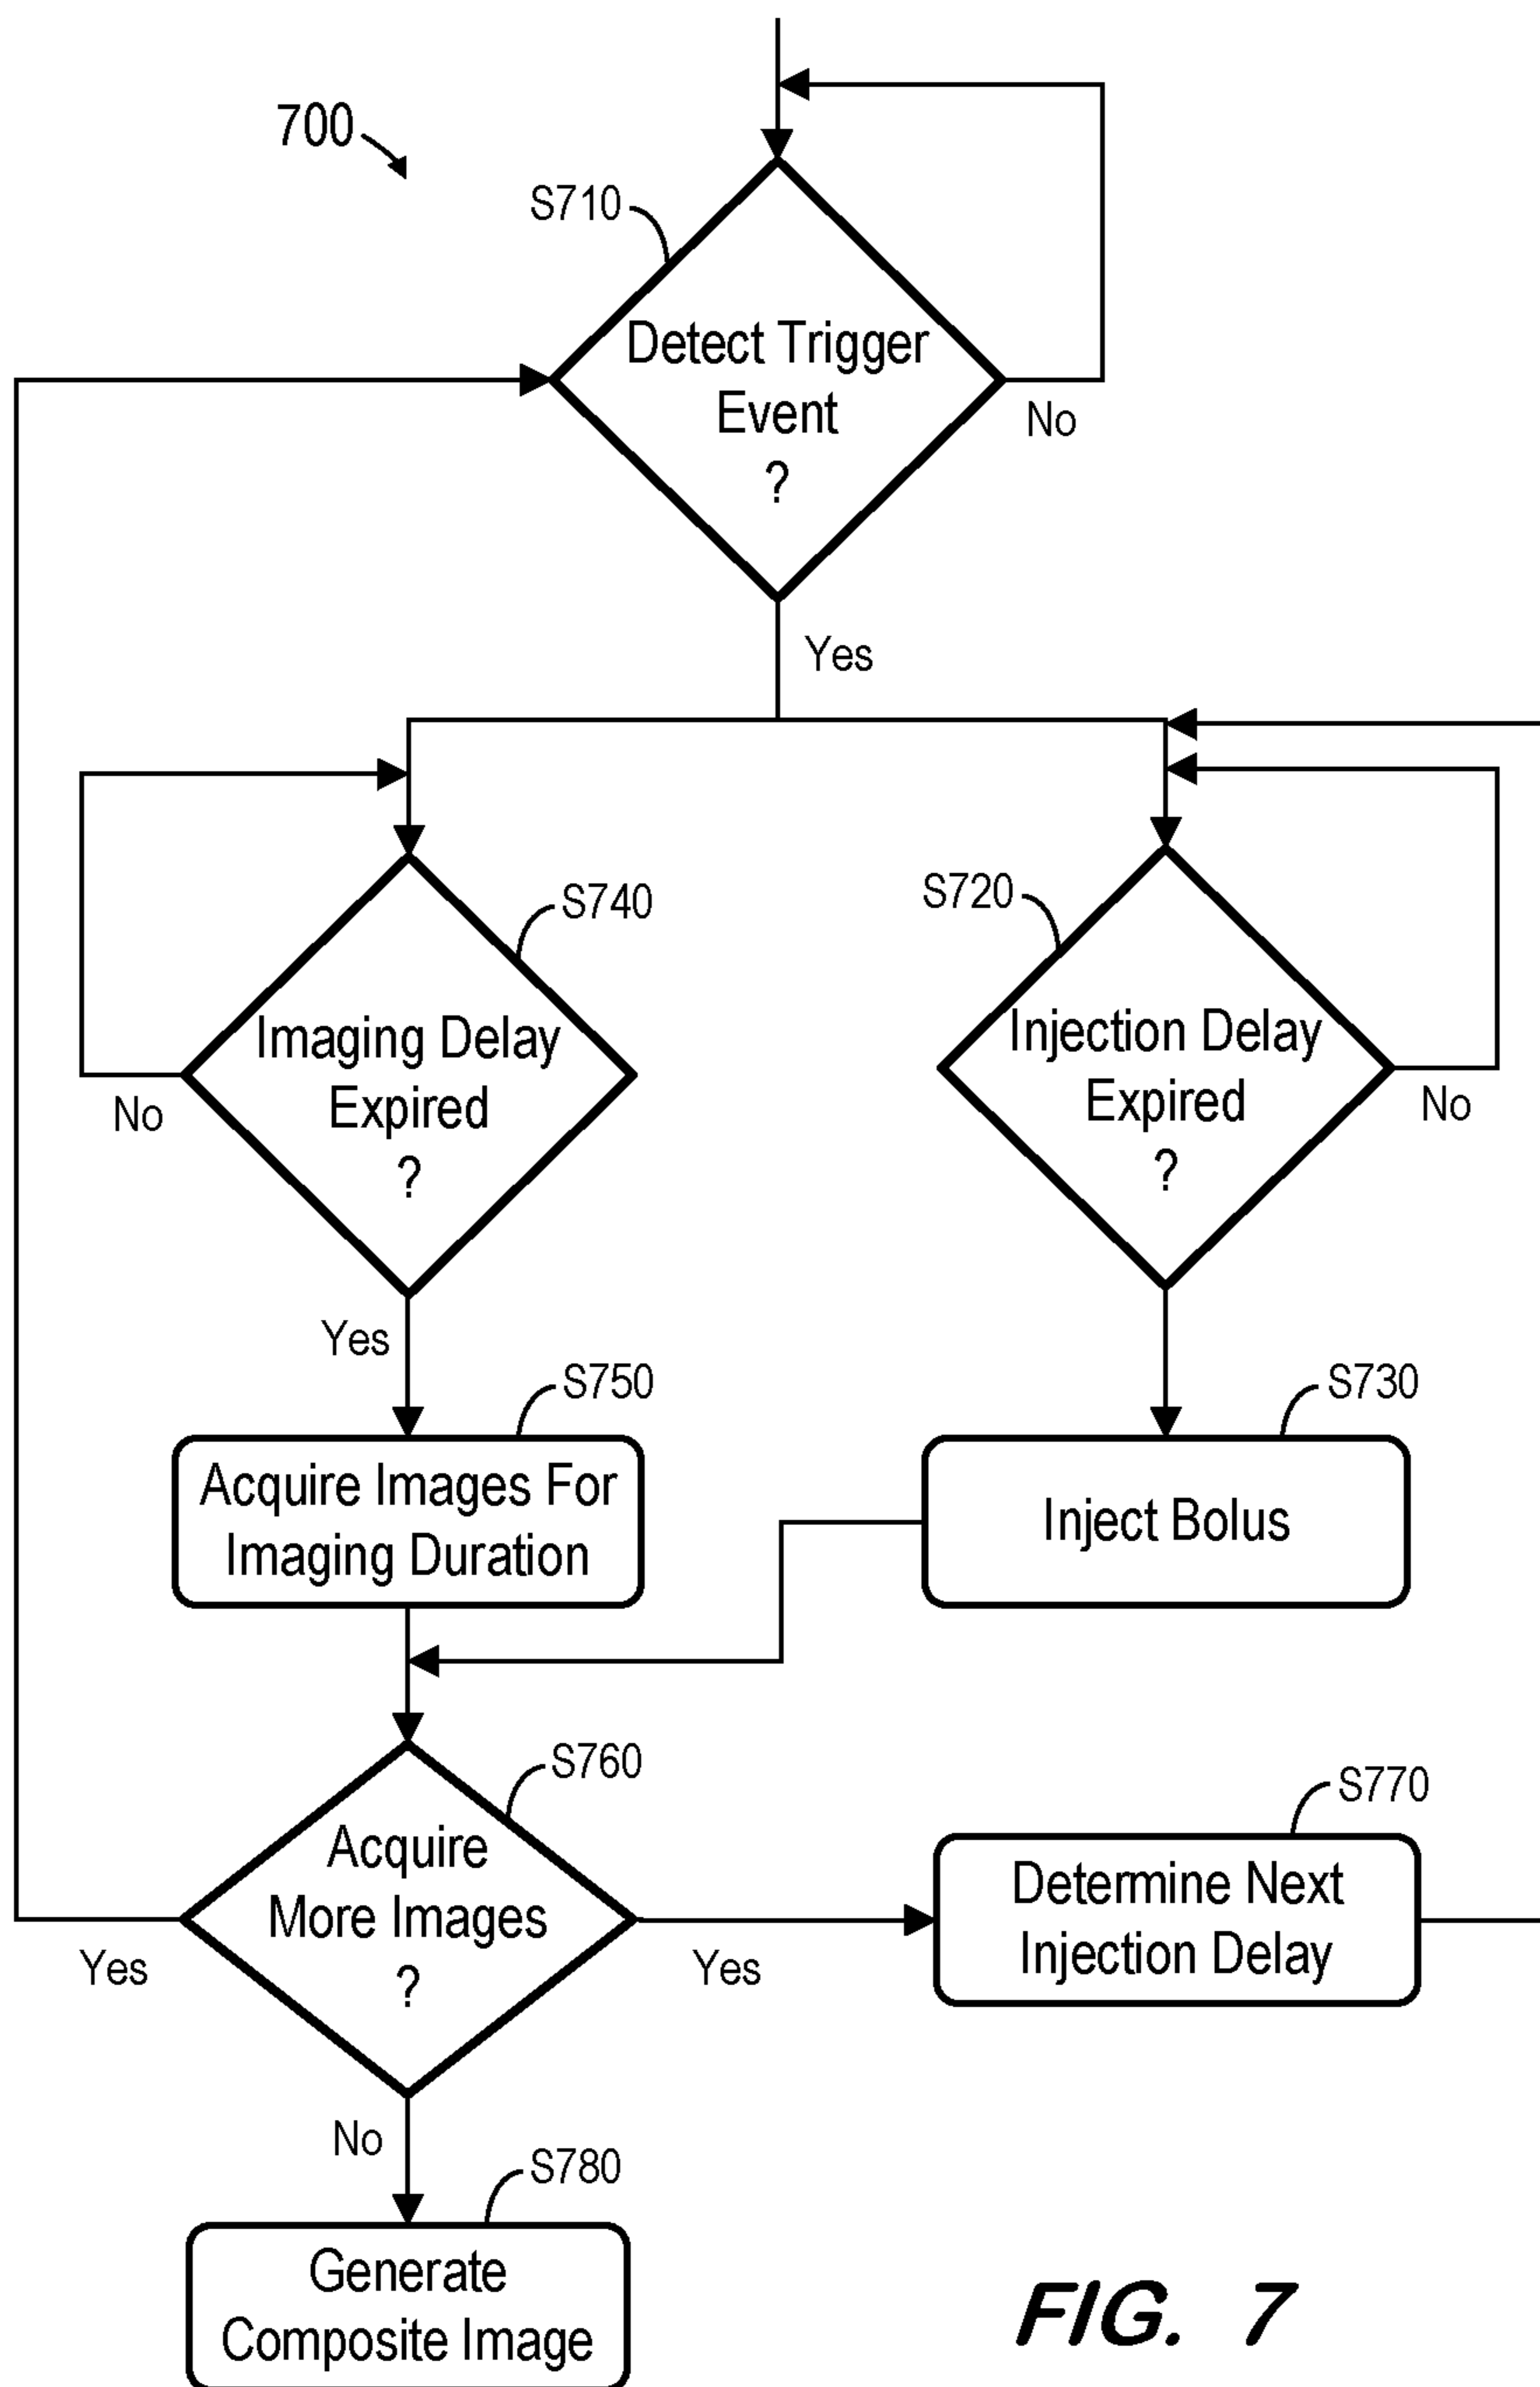 700
S710
Detect Trigger
Event
?
No
Yes
S740
Imaging Delay
Expired
?
No
Yes
S720
Injection Delay
Expired
?
No
S750
Acquire Images For
Imaging Duration
S730
Inject Bolus
S760
Acquire
More Images
?
Yes
Yes
No
S770
Determine Next
Injection Delay
S780
Generate
Composite Image
FIG. 7